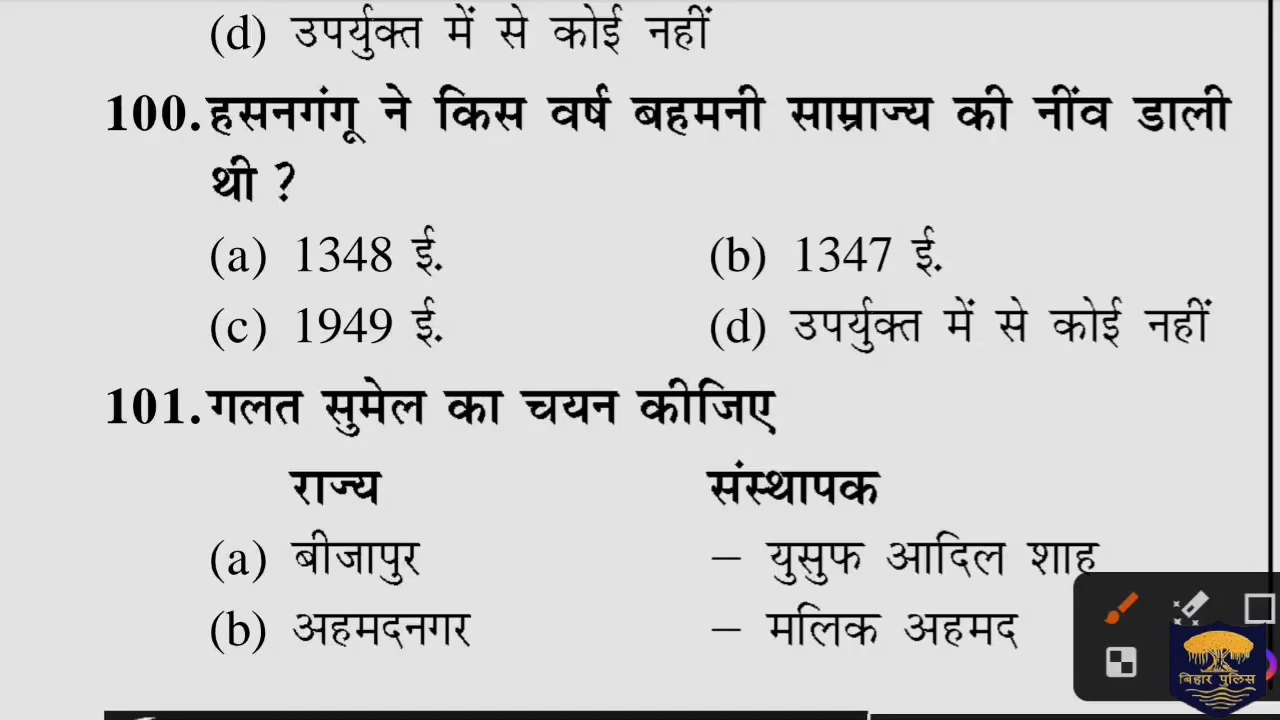 (d) उपर्युक्त में से कोई नहीं
100. हसनगंगू ने किस वर्ष बहमनी साम्राज्य की नींव डाली
थी ?
(a) 1348 ई. (b) 1347 ई.
(c) 1949 ई. (d) उपर्युक्त में से कोई नहीं
101. गलत सुमेल का चयन कीजिए
राज्य संस्थापक
(a) बीजापुर – युसुफ आदिल शाह
(b) अहमदनगर – मलिक अहमद
बिहार पुलिस